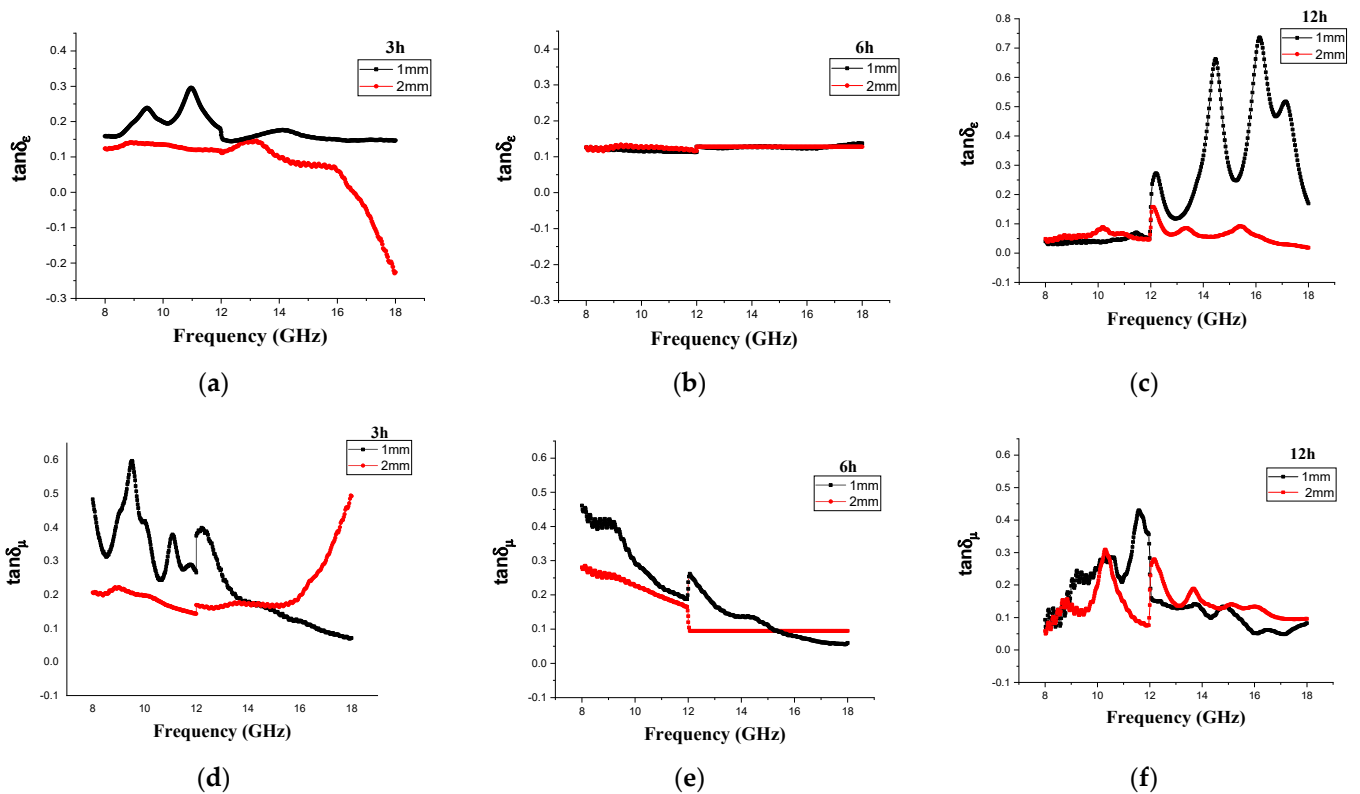 3h
1mm
2mm
tanδε
0.4
0.3
0.2
0.1
0.0
-0.1
-0.2
-0.3
8 10 12 14 16 18
Frequency (GHz)
(a)
6h
1mm
2mm
tanδε
0.4
0.3
0.2
0.1
0.0
-0.1
-0.2
-0.3
8 10 12 14 16 18
Frequency (GHz)
(b)
12h
1mm
2mm
tanδε
0.8
0.7
0.6
0.5
0.4
0.3
0.2
0.1
0.0
-0.1
8 10 12 14 16 18
Frequency (GHz)
(c)
3h
1mm
2mm
tanδμ
0.6
0.5
0.4
0.3
0.2
0.1
0.0
-0.1
8 10 12 14 16 18
Frequency (GHz)
(d)
6h
1mm
2mm
tanδμ
0.6
0.5
0.4
0.3
0.2
0.1
0.0
-0.1
8 10 12 14 16 18
Frequency (GHz)
(e)
12h
1mm
2mm
tanδμ
0.6
0.5
0.4
0.3
0.2
0.1
0.0
-0.1
8 10 12 14 16 18
Frequency (GHz)
(f)